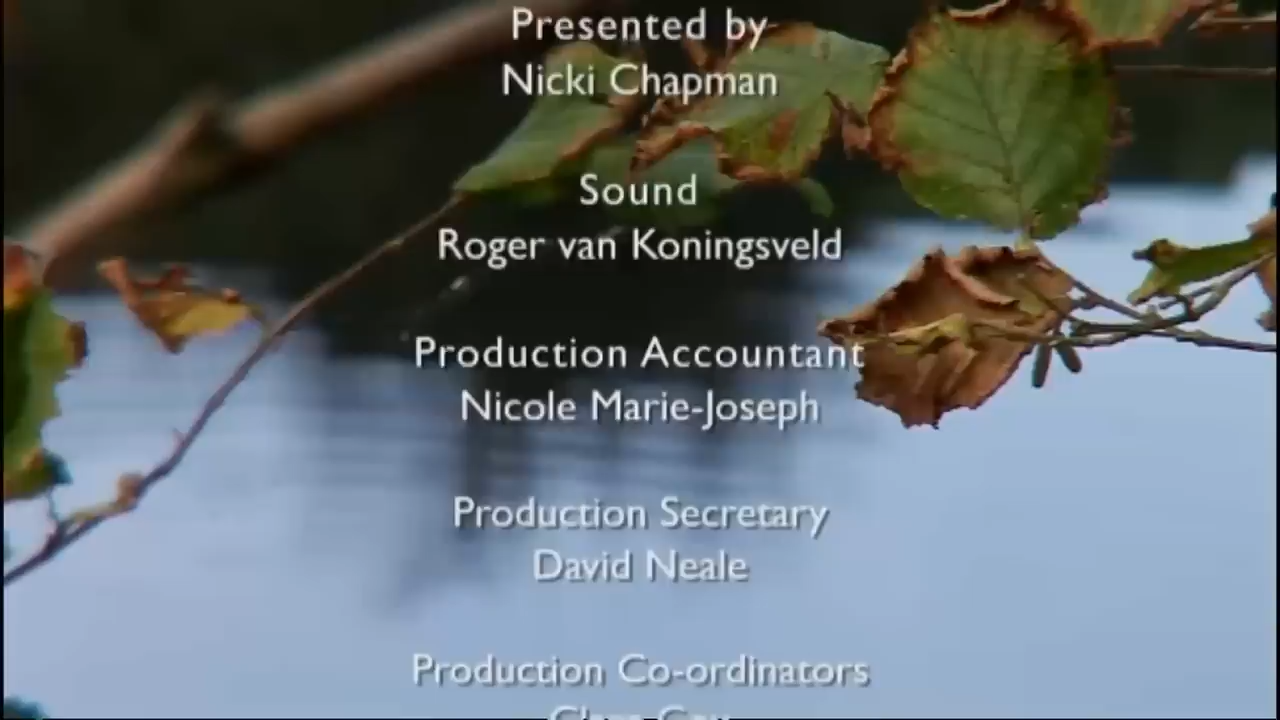 Presented by
Nicki Chapman
Sound
Roger van Koningsveld
Production Accountant
Nicole Marie-Joseph
Production Secretary
David Neale
Production Co-ordinators